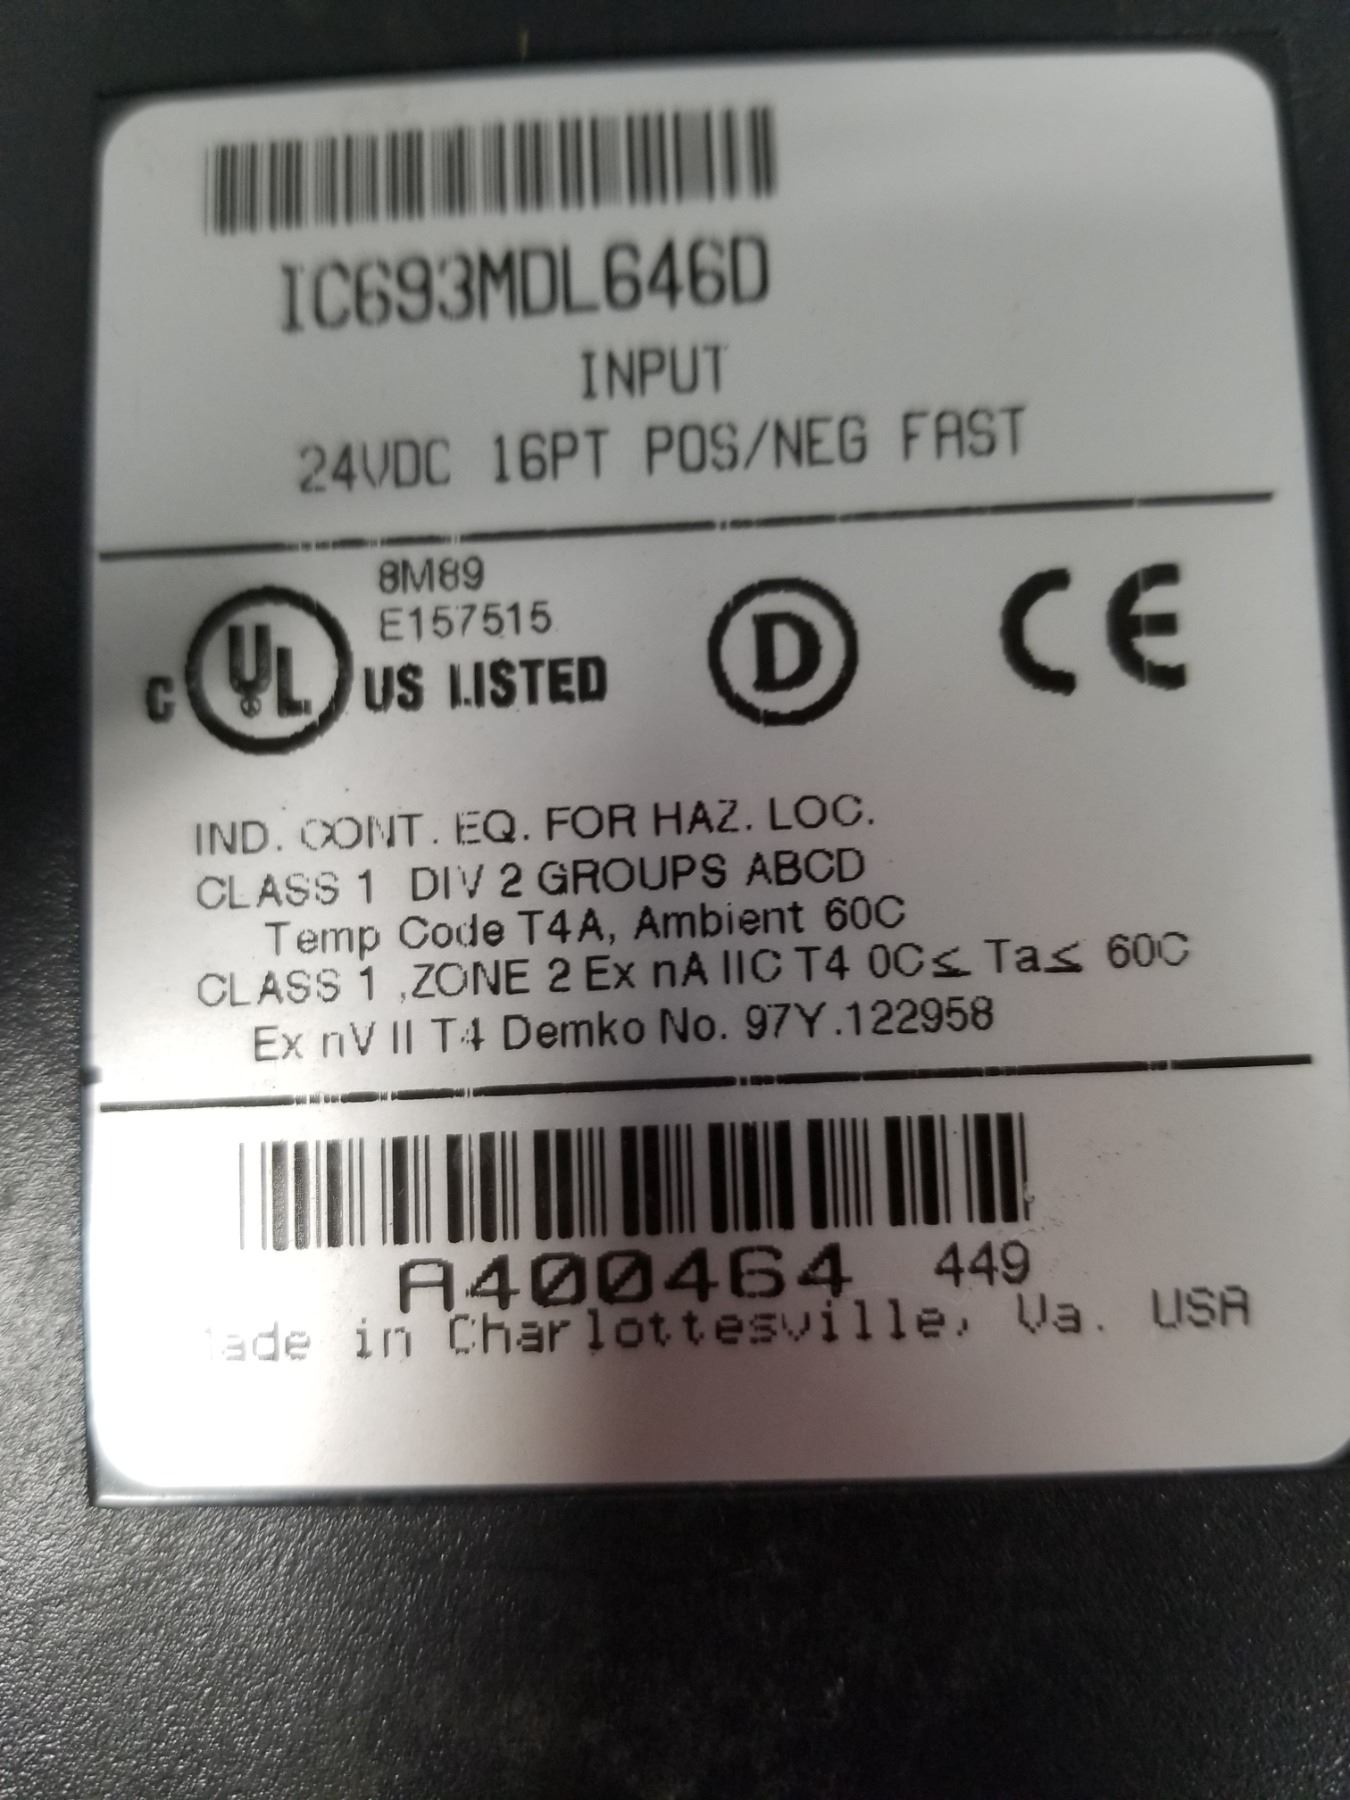 IC693MDL646D
INPUT
24VDC 16PT POS/NEG FAST
8M89
E157515
C UL US LISTED
D
CE
IND. CONT. EQ. FOR HAZ. LOC.
CLASS 1 DIV 2 GROUPS ABCD
Temp Code T4A, Ambient 60C
CLASS 1 ,ZONE 2 Ex nA IIC T4 0C≤ Ta≤ 60C
Ex nV II T4 Demko No. 97Y.122958
A400464 449
Made in Charlottesville, Va. USA